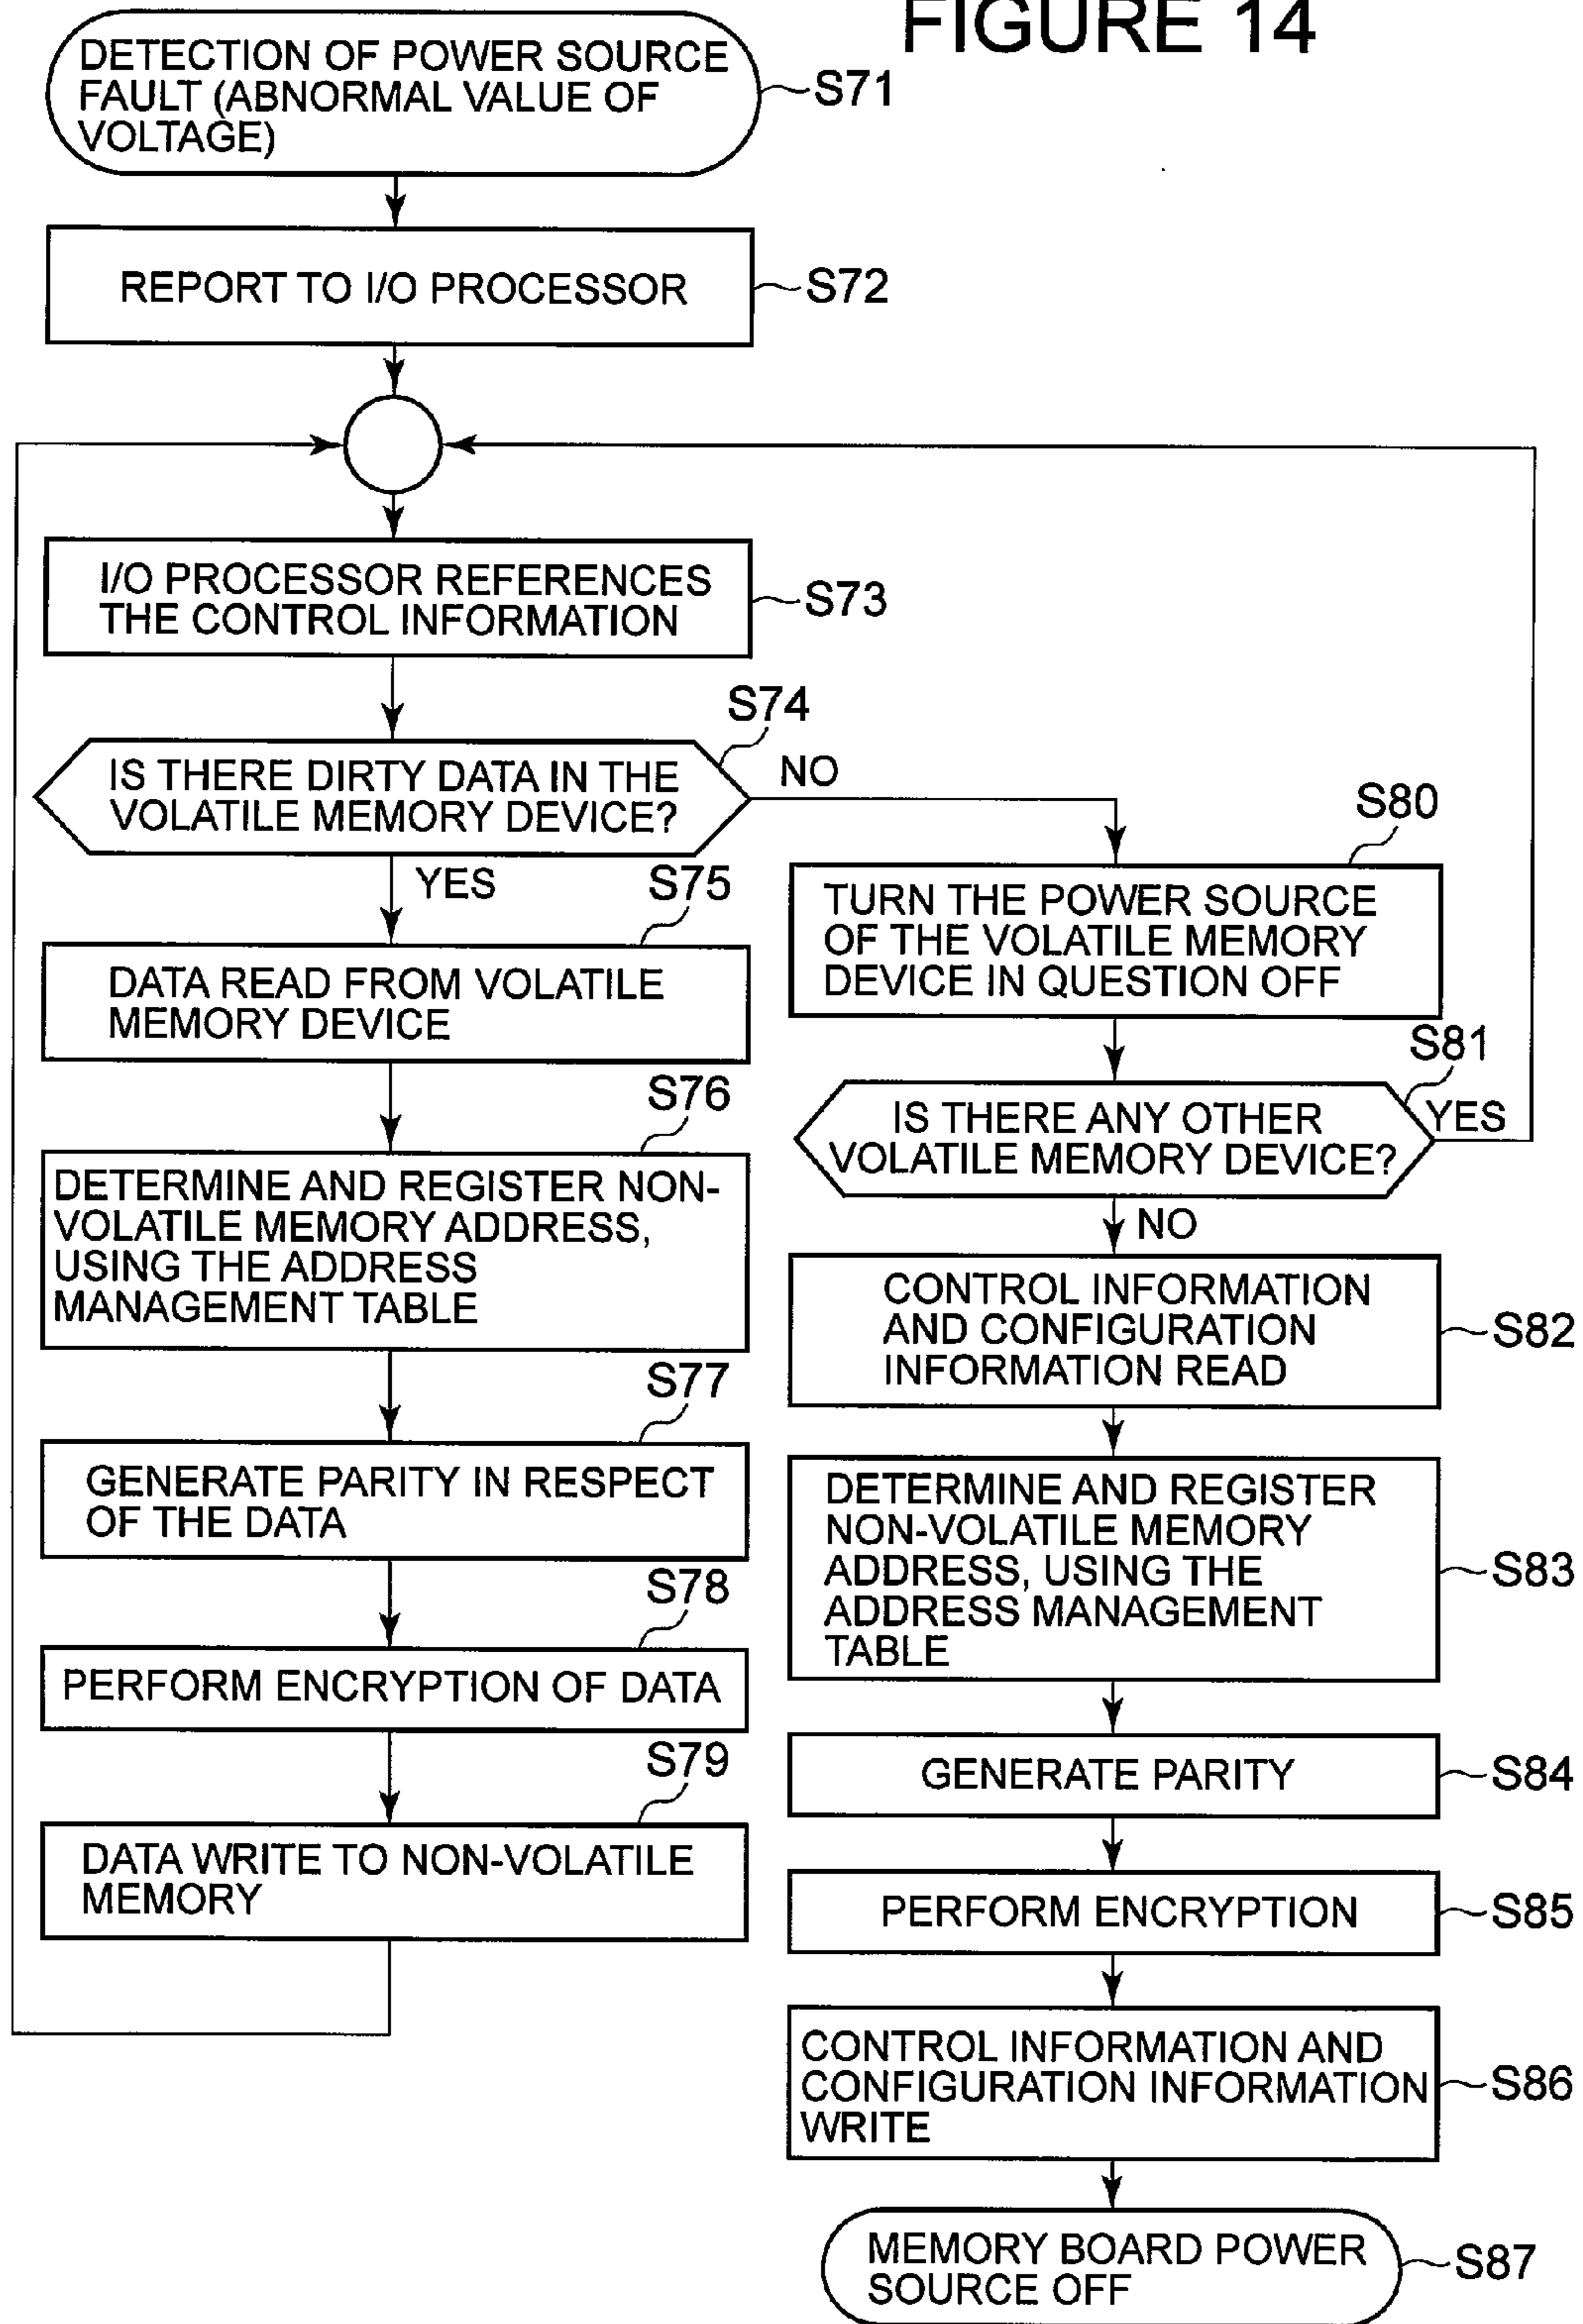 FIGURE 14
DETECTION OF POWER SOURCE
FAULT (ABNORMAL VALUE OF
VOLTAGE)
S71
REPORT TO I/O PROCESSOR
S72
I/O PROCESSOR REFERENCES
THE CONTROL INFORMATION
S73
S74
IS THERE DIRTY DATA IN THE
VOLATILE MEMORY DEVICE?
NO
YES
S75
DATA READ FROM VOLATILE
MEMORY DEVICE
S76
DETERMINE AND REGISTER NON-
VOLATILE MEMORY ADDRESS,
USING THE ADDRESS
MANAGEMENT TABLE
S77
GENERATE PARITY IN RESPECT
OF THE DATA
S78
PERFORM ENCRYPTION OF DATA
S79
DATA WRITE TO NON-VOLATILE
MEMORY
S80
TURN THE POWER SOURCE
OF THE VOLATILE MEMORY
DEVICE IN QUESTION OFF
S81
IS THERE ANY OTHER
VOLATILE MEMORY DEVICE?
YES
NO
CONTROL INFORMATION
AND CONFIGURATION
INFORMATION READ
S82
DETERMINE AND REGISTER
NON-VOLATILE MEMORY
ADDRESS, USING THE
ADDRESS MANAGEMENT
TABLE
S83
GENERATE PARITY
S84
PERFORM ENCRYPTION
S85
CONTROL INFORMATION AND
CONFIGURATION INFORMATION
WRITE
S86
MEMORY BOARD POWER
SOURCE OFF
S87